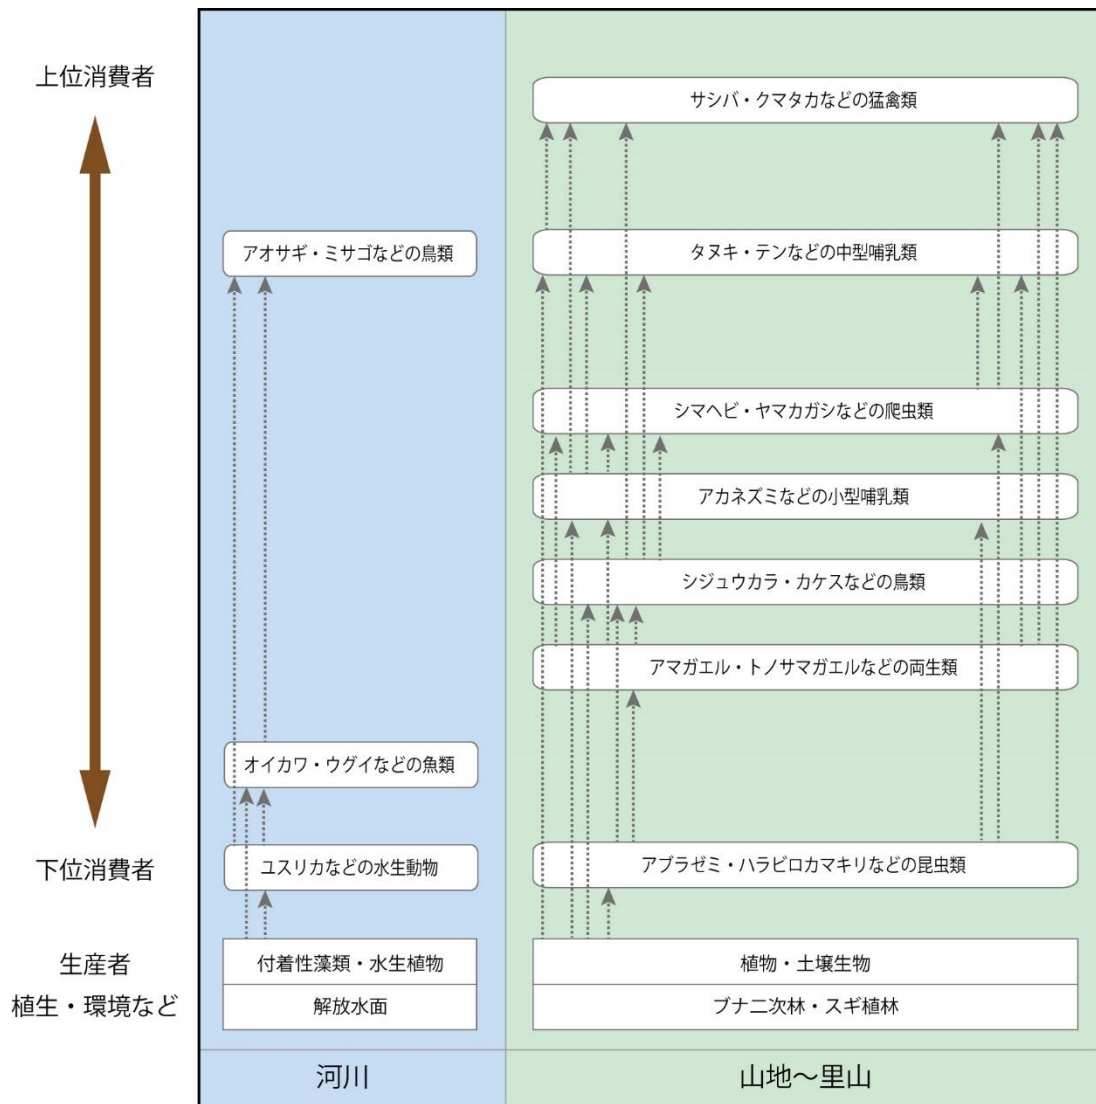 上位消費者
下位消費者
生産者
植生・環境など
アオサギ・ミサゴなどの鳥類
オイカワ・ウグイなどの魚類
ユスリカなどの水生動物
付着性藻類・水生植物
解放水面
河川
サシバ・クマタカなどの猛禽類
タヌキ・テンなどの中型哺乳類
シマヘビ・ヤマカガシなどの爬虫類
アカネズミなどの小型哺乳類
シジュウカラ・カケスなどの鳥類
アマガエル・トノサマガエルなどの両生類
アブラゼミ・ハラビロカマキリなどの昆虫類
植物・土壌生物
ブナ二次林・スギ植林
山地～里山